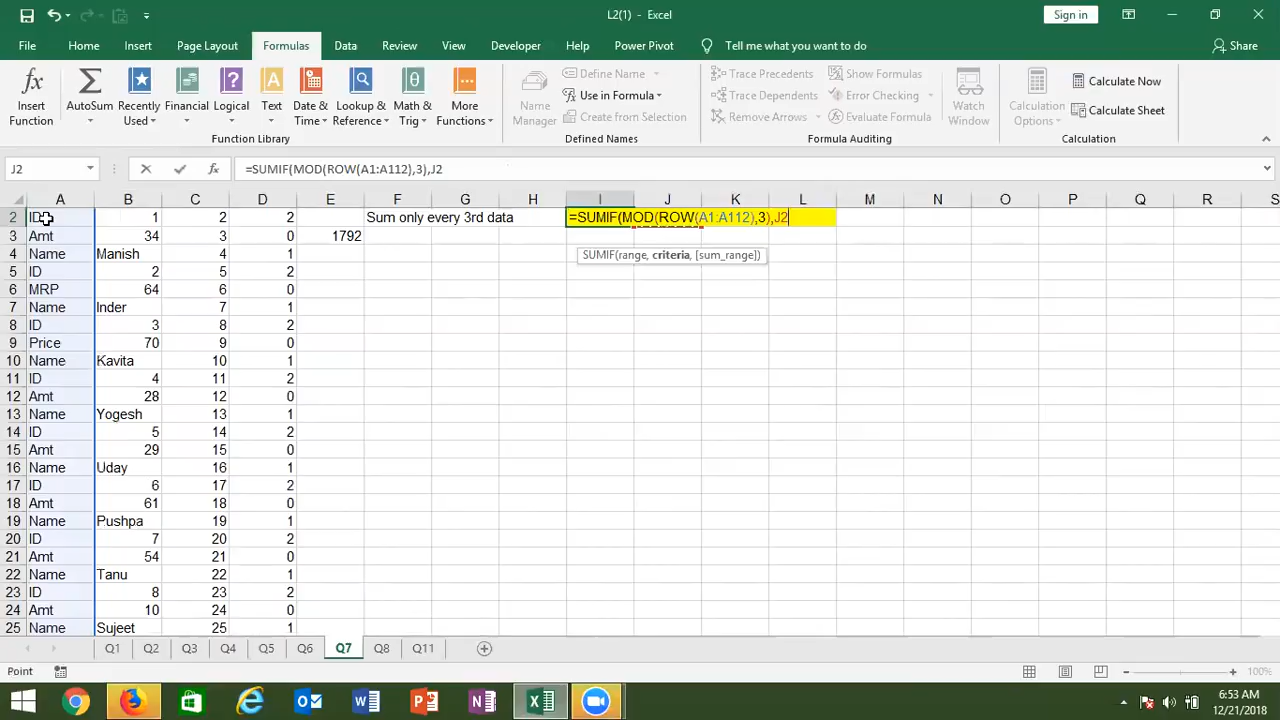 L2(1) - Excel
Sign in
File Home Insert Page Layout Formulas Data Review View Developer Help Power Pivot Tell me what you want to do Share
Insert Function
AutoSum
Recently Used
Financial
Logical
Text
Date & Time
Lookup & Reference
Math & Trig
More Functions
Name Manager
Define Name
Use in Formula
Create from Selection
Trace Precedents
Trace Dependents
Remove Arrows
Show Formulas
Error Checking
Evaluate Formula
Watch Window
Calculation Options
Calculate Now
Calculate Sheet
Function Library Defined Names Formula Auditing Calculation
J2 fx =SUMIF(MOD(ROW(A1:A112),3),J2
A B C D E F G H I J K L M N O P Q R S
2 ID 1 2 2 Sum only every 3rd data =SUMIF(MOD(ROW(A1:A112),3),J2
3 Amt 34 3 0 1792
4 Name Manish 4 1 SUMIF(range, criteria, [sum_range])
5 ID 2 5 2
6 MRP 64 6 0
7 Name Inder 7 1
8 ID 3 8 2
9 Price 70 9 0
10 Name Kavita 10 1
11 ID 4 11 2
12 Amt 28 12 0
13 Name Yogesh 13 1
14 ID 5 14 2
15 Amt 29 15 0
16 Name Uday 16 1
17 ID 6 17 2
18 Amt 61 18 0
19 Name Pushpa 19 1
20 ID 7 20 2
21 Amt 54 21 0
22 Name Tanu 22 1
23 ID 8 23 2
24 Amt 10 24 0
25 Name Sujeet 25 1
Q1 Q2 Q3 Q4 Q5 Q6 Q7 Q8 Q11
Point 100%
6:53 AM
12/21/2018